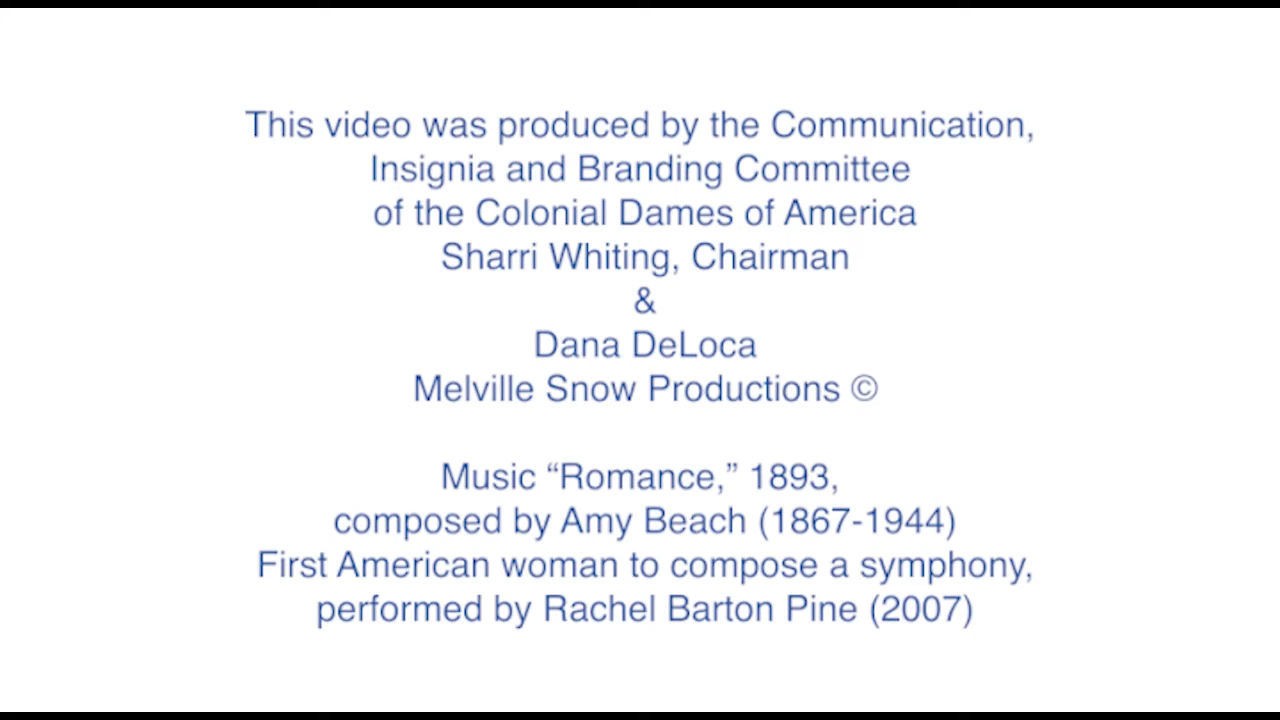 This video was produced by the Communication,
Insignia and Branding Committee
of the Colonial Dames of America
Sharri Whiting, Chairman
&
Dana DeLoca
Melville Snow Productions ©
Music “Romance,” 1893,
composed by Amy Beach (1867-1944)
First American woman to compose a symphony,
performed by Rachel Barton Pine (2007)